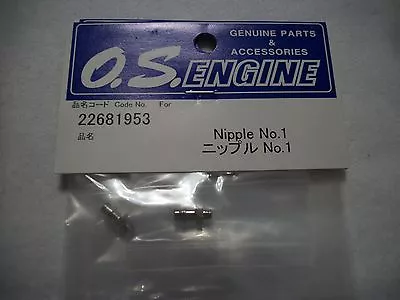 GENUINE PARTS
&
ACCESSORIES
O.S. ENGINE
品名コード Code No. For
22681953
品名
Nipple No.1
ニップル No.1